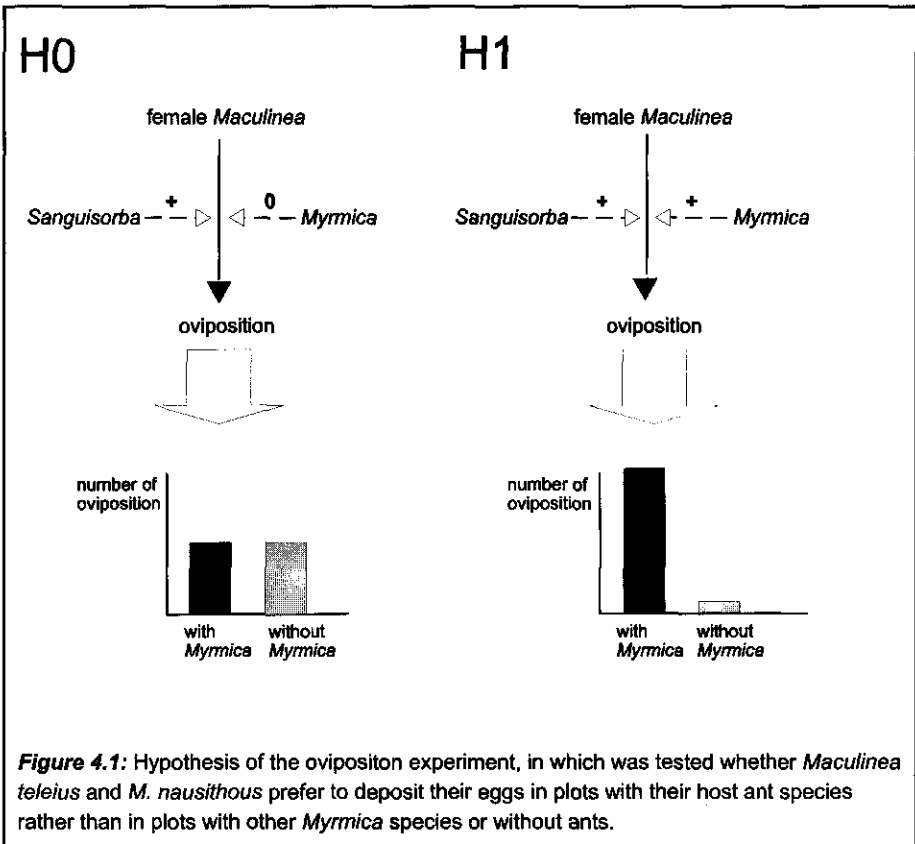 H0
female Maculinea
+
0
Sanguisorba
Myrmica
oviposition
number of
oviposition
with
Myrmica
without
Myrmica
H1
female Maculinea
+
+
Sanguisorba
Myrmica
oviposition
number of
oviposition
with
Myrmica
without
Myrmica
Figure 4.1: Hypothesis of the ovipositon experiment, in which was tested whether Maculinea
teleius and M. nausithous prefer to deposit their eggs in plots with their host ant species
rather than in plots with other Myrmica species or without ants.